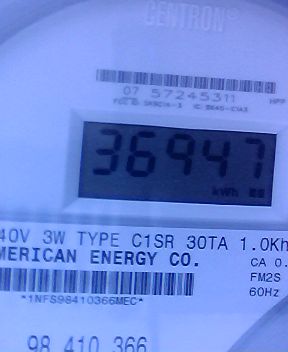 CENTRON®
07 57245311
36947
kWh
40V 3W TYPE C1SR 30TA 1.0Kh
MERICAN ENERGY CO.
CA 0.
FM2S
60Hz
*1NFS98410366MEC*
98 410 366